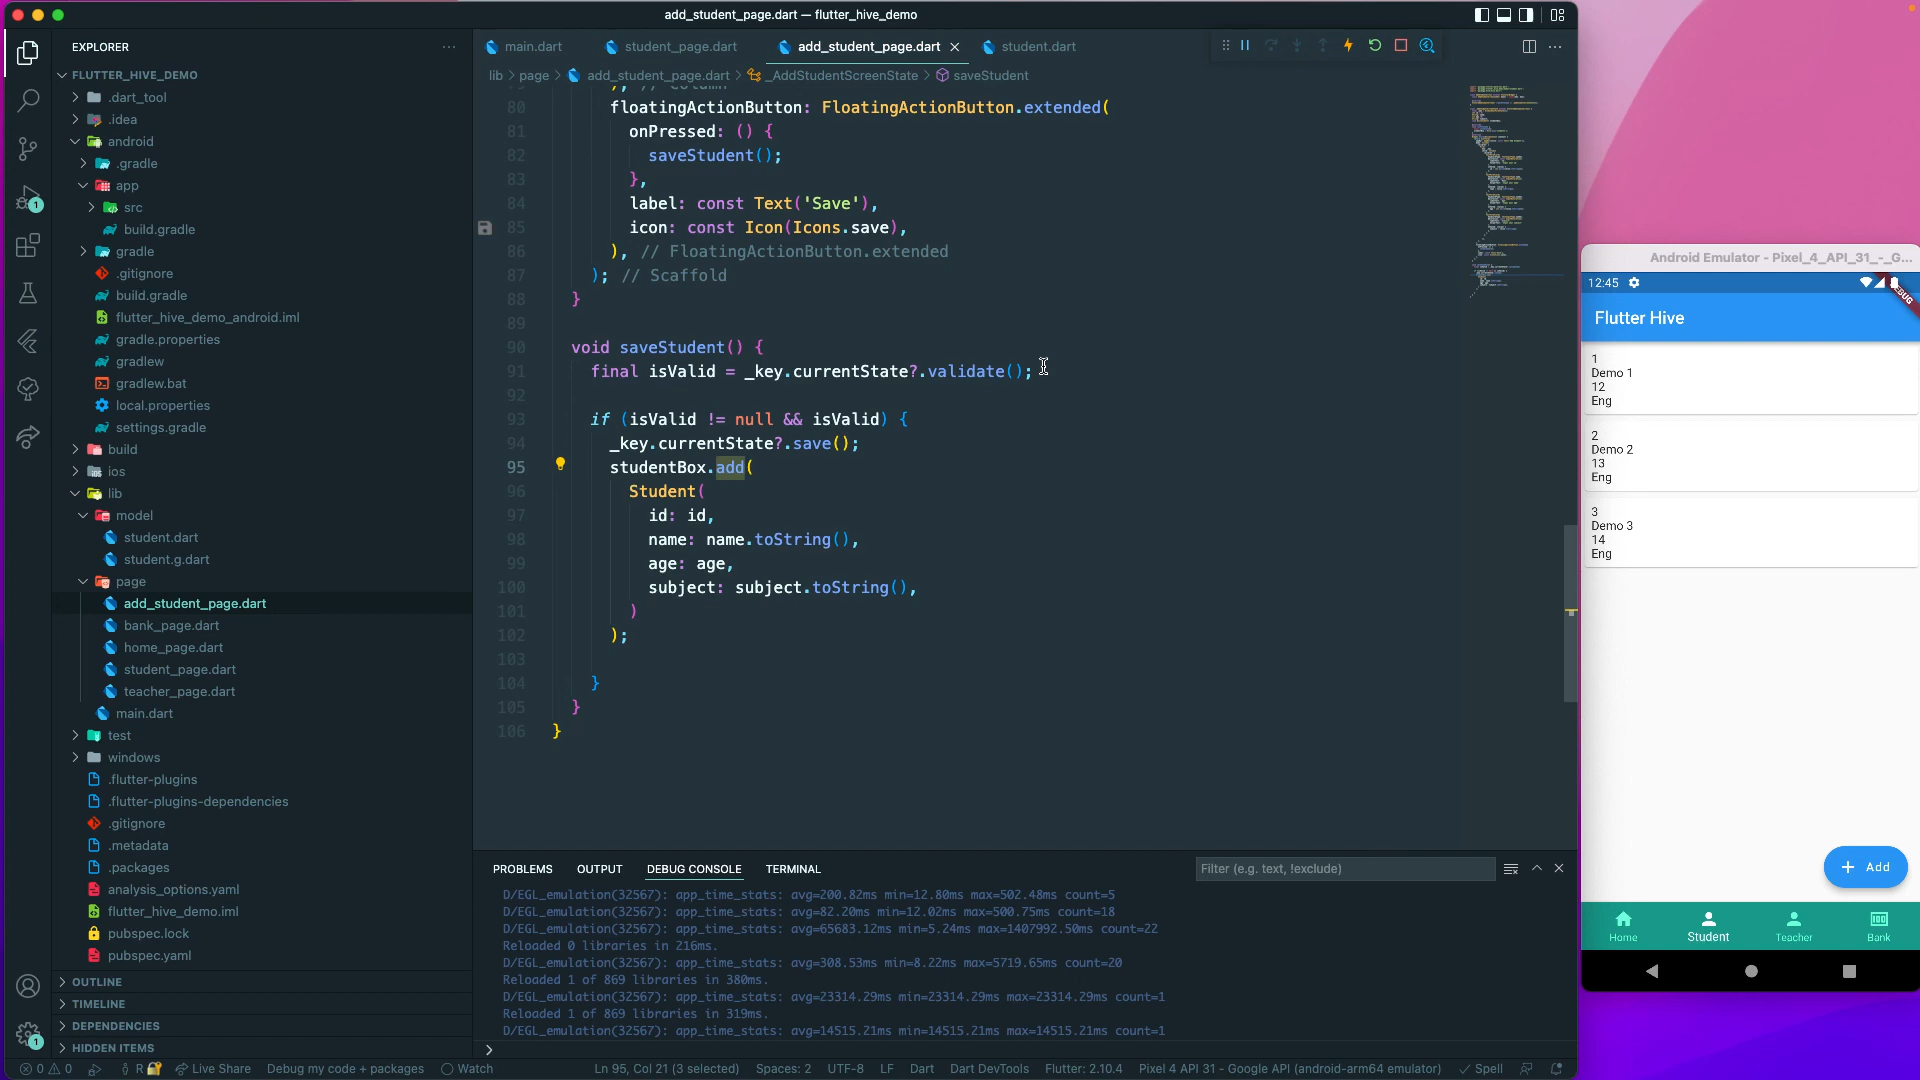 add_student_page.dart — flutter_hive_demo
EXPLORER
main.dart
student_page.dart
add_student_page.dart
student.dart
lib > page > add_student_page.dart > _AddStudentScreenState > saveStudent
FLUTTER_HIVE_DEMO
.dart_tool
.idea
android
.gradle
app
src
build.gradle
gradle
.gitignore
build.gradle
flutter_hive_demo_android.iml
gradle.properties
gradlew
gradlew.bat
local.properties
settings.gradle
build
ios
lib
model
student.dart
student.g.dart
page
add_student_page.dart
bank_page.dart
home_page.dart
student_page.dart
teacher_page.dart
main.dart
test
windows
.flutter-plugins
.flutter-plugins-dependencies
.gitignore
.metadata
.packages
analysis_options.yaml
flutter_hive_demo.iml
pubspec.lock
pubspec.yaml
OUTLINE
TIMELINE
DEPENDENCIES
HIDDEN ITEMS
79 ), // Column
80 floatingActionButton: FloatingActionButton.extended(
81 onPressed: () {
82 saveStudent();
83 },
84 label: const Text('Save'),
85 icon: const Icon(Icons.save),
86 ), // FloatingActionButton.extended
87 ); // Scaffold
88 }
89
90 void saveStudent() {
91 final isValid = _key.currentState?.validate();
92
93 if (isValid != null && isValid) {
94 _key.currentState?.save();
95 studentBox.add(
96 Student(
97 id: id,
98 name: name.toString(),
99 age: age,
100 subject: subject.toString(),
101 )
102 );
103
104 }
105 }
106 }
PROBLEMS OUTPUT DEBUG CONSOLE TERMINAL
Filter (e.g. text, !exclude)
D/EGL_emulation(32567): app_time_stats: avg=200.82ms min=12.80ms max=502.48ms count=5
D/EGL_emulation(32567): app_time_stats: avg=82.20ms min=12.02ms max=500.75ms count=18
D/EGL_emulation(32567): app_time_stats: avg=65683.12ms min=5.24ms max=1407992.50ms count=22
Reloaded 0 libraries in 216ms.
D/EGL_emulation(32567): app_time_stats: avg=308.53ms min=8.22ms max=5719.65ms count=20
Reloaded 1 of 869 libraries in 380ms.
D/EGL_emulation(32567): app_time_stats: avg=23314.29ms min=23314.29ms max=23314.29ms count=1
Reloaded 1 of 869 libraries in 319ms.
D/EGL_emulation(32567): app_time_stats: avg=14515.21ms min=14515.21ms max=14515.21ms count=1
1
1
0 0 R Live Share Debug my code + packages Watch Ln 95, Col 21 (3 selected) Spaces: 2 UTF-8 LF Dart Dart DevTools Flutter: 2.10.4 Pixel 4 API 31 - Google API (android-arm64 emulator) Spell
Android Emulator - Pixel_4_API_31_-_G...
12:45
DEBUG
Flutter Hive
1
Demo 1
12
Eng
2
Demo 2
13
Eng
3
Demo 3
14
Eng
+ Add
Home Student Teacher Bank